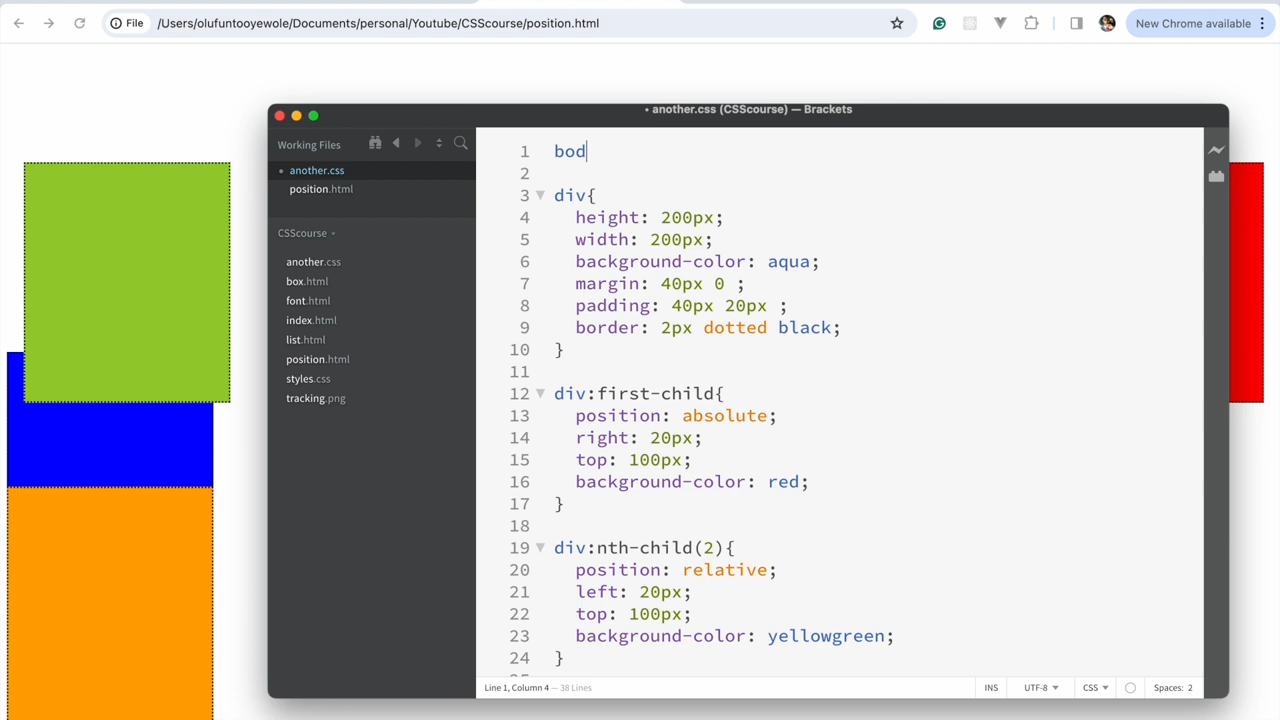 File
/Users/olufuntooyewole/Documents/personal/Youtube/CSScourse/position.html
New Chrome available
• another.css (CSScourse) — Brackets
Working Files
• another.css
position.html
CSScourse
another.css
box.html
font.html
index.html
list.html
position.html
styles.css
tracking.png
1 bod
2
3 div{
4 height: 200px;
5 width: 200px;
6 background-color: aqua;
7 margin: 40px 0 ;
8 padding: 40px 20px ;
9 border: 2px dotted black;
10 }
11
12 div:first-child{
13 position: absolute;
14 right: 20px;
15 top: 100px;
16 background-color: red;
17 }
18
19 div:nth-child(2){
20 position: relative;
21 left: 20px;
22 top: 100px;
23 background-color: yellowgreen;
24 }
Line 1, Column 4 — 38 Lines
INS
UTF-8
CSS
Spaces: 2